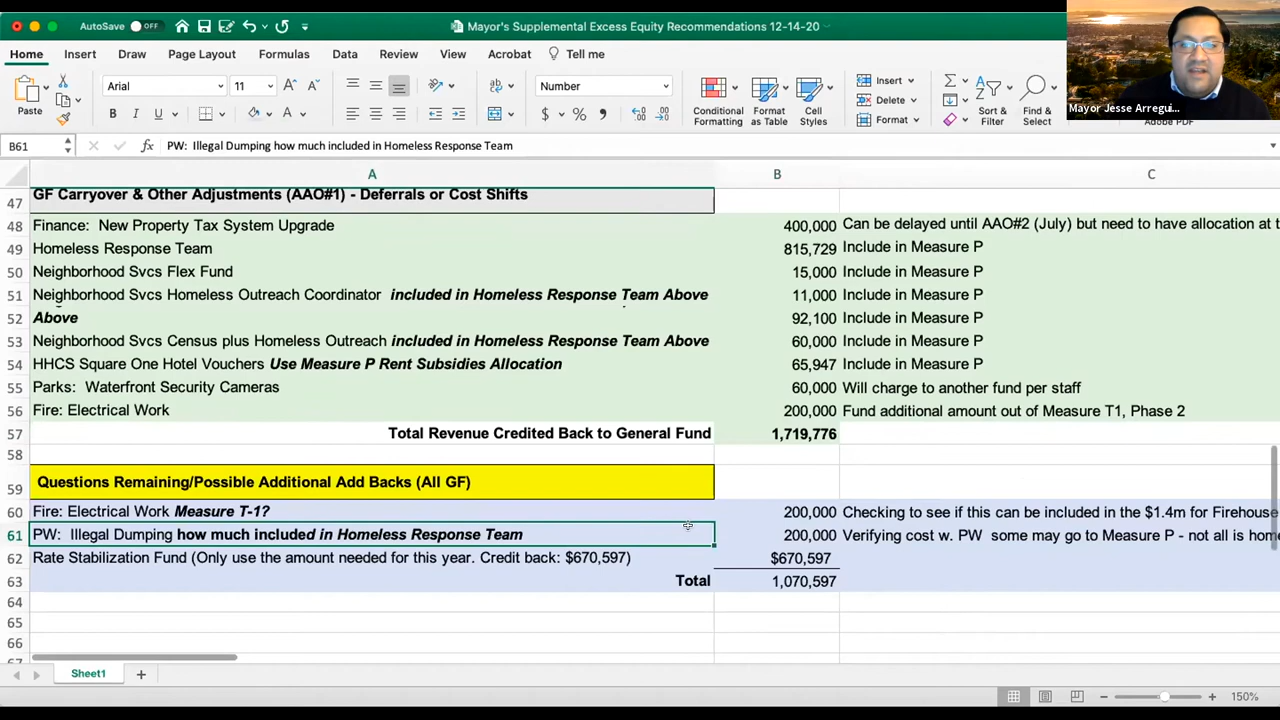 AutoSave OFF
Mayor's Supplemental Excess Equity Recommendations 12-14-20
Home Insert Draw Page Layout Formulas Data Review View Acrobat Tell me
Mayor Jesse Arregui...
Paste
Arial 11
B I U
Number
$ % 9
Conditional Formatting
Format as Table
Cell Styles
Insert
Delete
Format
Sort & Filter
Find & Select
Adobe PDF
B61 fx PW: Illegal Dumping how much included in Homeless Response Team
A B C
47 GF Carryover & Other Adjustments (AAO#1) - Deferrals or Cost Shifts
48 Finance: New Property Tax System Upgrade 400,000 Can be delayed until AAO#2 (July) but need to have allocation at t
49 Homeless Response Team 815,729 Include in Measure P
50 Neighborhood Svcs Flex Fund 15,000 Include in Measure P
51 Neighborhood Svcs Homeless Outreach Coordinator included in Homeless Response Team Above 11,000 Include in Measure P
52 Above 92,100 Include in Measure P
53 Neighborhood Svcs Census plus Homeless Outreach included in Homeless Response Team Above 60,000 Include in Measure P
54 HHCS Square One Hotel Vouchers Use Measure P Rent Subsidies Allocation 65,947 Include in Measure P
55 Parks: Waterfront Security Cameras 60,000 Will charge to another fund per staff
56 Fire: Electrical Work 200,000 Fund additional amount out of Measure T1, Phase 2
57 Total Revenue Credited Back to General Fund 1,719,776
58
59 Questions Remaining/Possible Additional Add Backs (All GF)
60 Fire: Electrical Work Measure T-1? 200,000 Checking to see if this can be included in the $1.4m for Firehouse
61 PW: Illegal Dumping how much included in Homeless Response Team 200,000 Verifying cost w. PW some may go to Measure P - not all is hom
62 Rate Stabilization Fund (Only use the amount needed for this year. Credit back: $670,597) $670,597
63 Total 1,070,597
64
65
66
67
Sheet1 +
150%